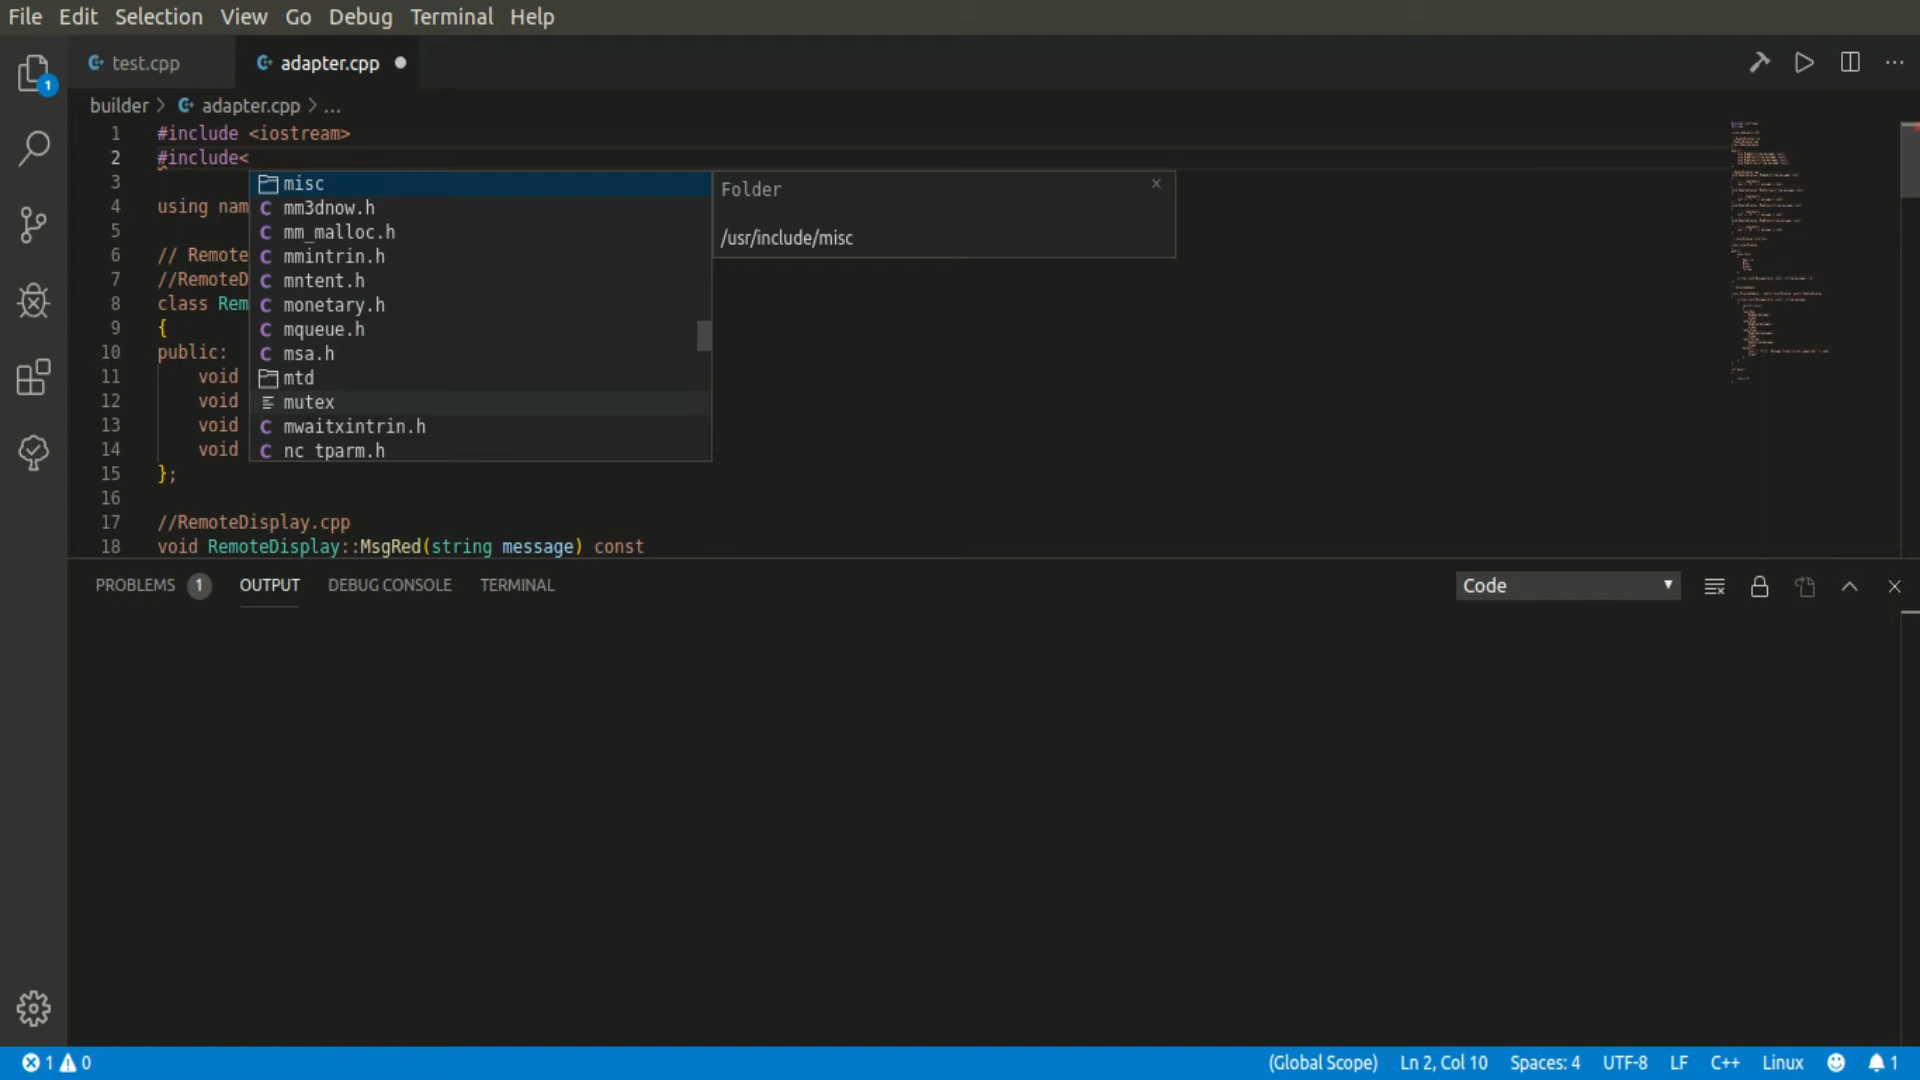 File Edit Selection View Go Debug Terminal Help
test.cpp adapter.cpp
1
builder > adapter.cpp > ...
1 #include <iostream>
2 #include<
3 misc
4 using nam mm3dnow.h
5 mm_malloc.h
6 // Remote mmintrin.h
7 //RemoteD mntent.h
8 class Rem monetary.h
9 { mqueue.h
10 public: msa.h
11 void mtd
12 void mutex
13 void mwaitxintrin.h
14 void nc_tparm.h
Folder
/usr/include/misc
15 };
16
17 //RemoteDisplay.cpp
18 void RemoteDisplay::MsgRed(string message) const
PROBLEMS 1 OUTPUT DEBUG CONSOLE TERMINAL Code
1 0 (Global Scope) Ln 2, Col 10 Spaces: 4 UTF-8 LF C++ Linux 1